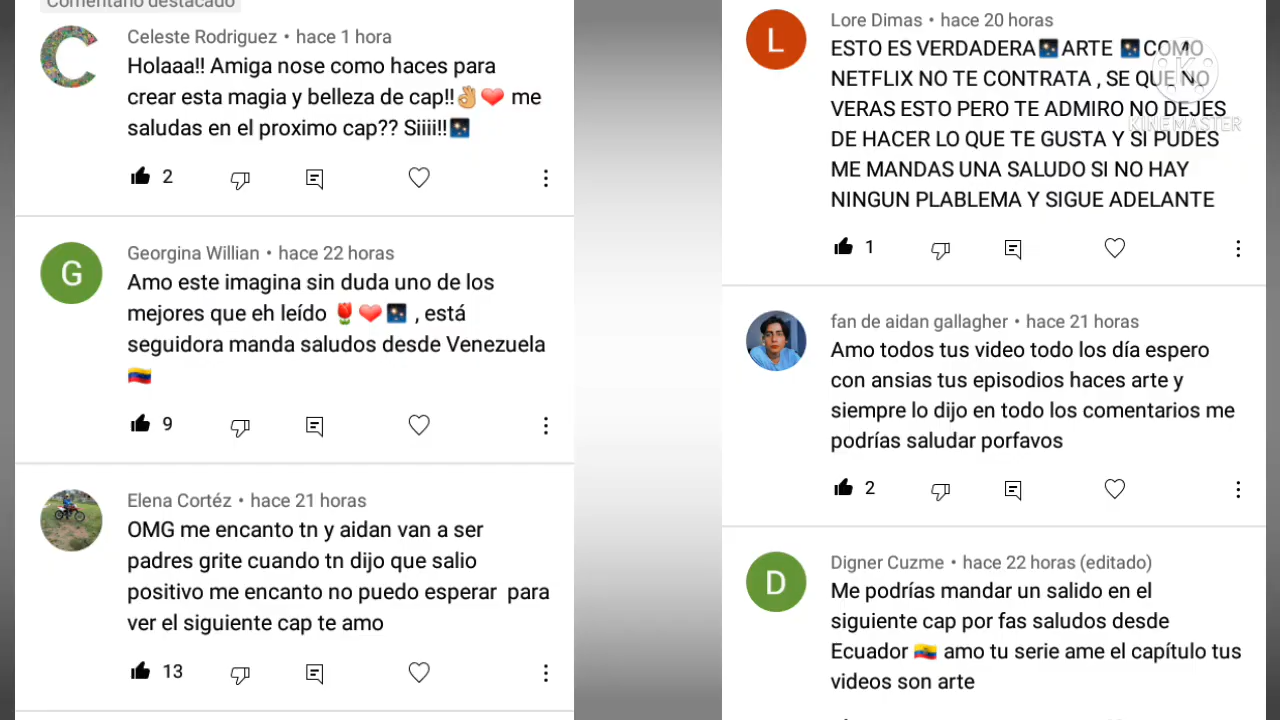 Comentario destacado
Celeste Rodriguez • hace 1 hora
Holaaa!! Amiga nose como haces para
crear esta magia y belleza de cap!!👌❤️ me
saludas en el proximo cap?? Siiii!!🌌
2
Georgina Willian • hace 22 horas
Amo este imagina sin duda uno de los
mejores que eh leído 🌷❤️🌌 , está
seguidora manda saludos desde Venezuela
🇻🇪
9
Elena Cortéz • hace 21 horas
OMG me encanto tn y aidan van a ser
padres grite cuando tn dijo que salio
positivo me encanto no puedo esperar para
ver el siguiente cap te amo
13
L
Lore Dimas • hace 20 horas
ESTO ES VERDADERA🌌ARTE 🌌COMO
NETFLIX NO TE CONTRATA , SE QUE NO
VERAS ESTO PERO TE ADMIRO NO DEJES
DE HACER LO QUE TE GUSTA Y SI PUDES
ME MANDAS UNA SALUDO SI NO HAY
NINGUN PLABLEMA Y SIGUE ADELANTE
1
fan de aidan gallagher • hace 21 horas
Amo todos tus video todo los día espero
con ansias tus episodios haces arte y
siempre lo dijo en todo los comentarios me
podrías saludar porfavos
2
D
Digner Cuzme • hace 22 horas (editado)
Me podrías mandar un salido en el
siguiente cap por fas saludos desde
Ecuador 🇪🇨 amo tu serie ame el capítulo tus
videos son arte
G
K
KINEMASTER